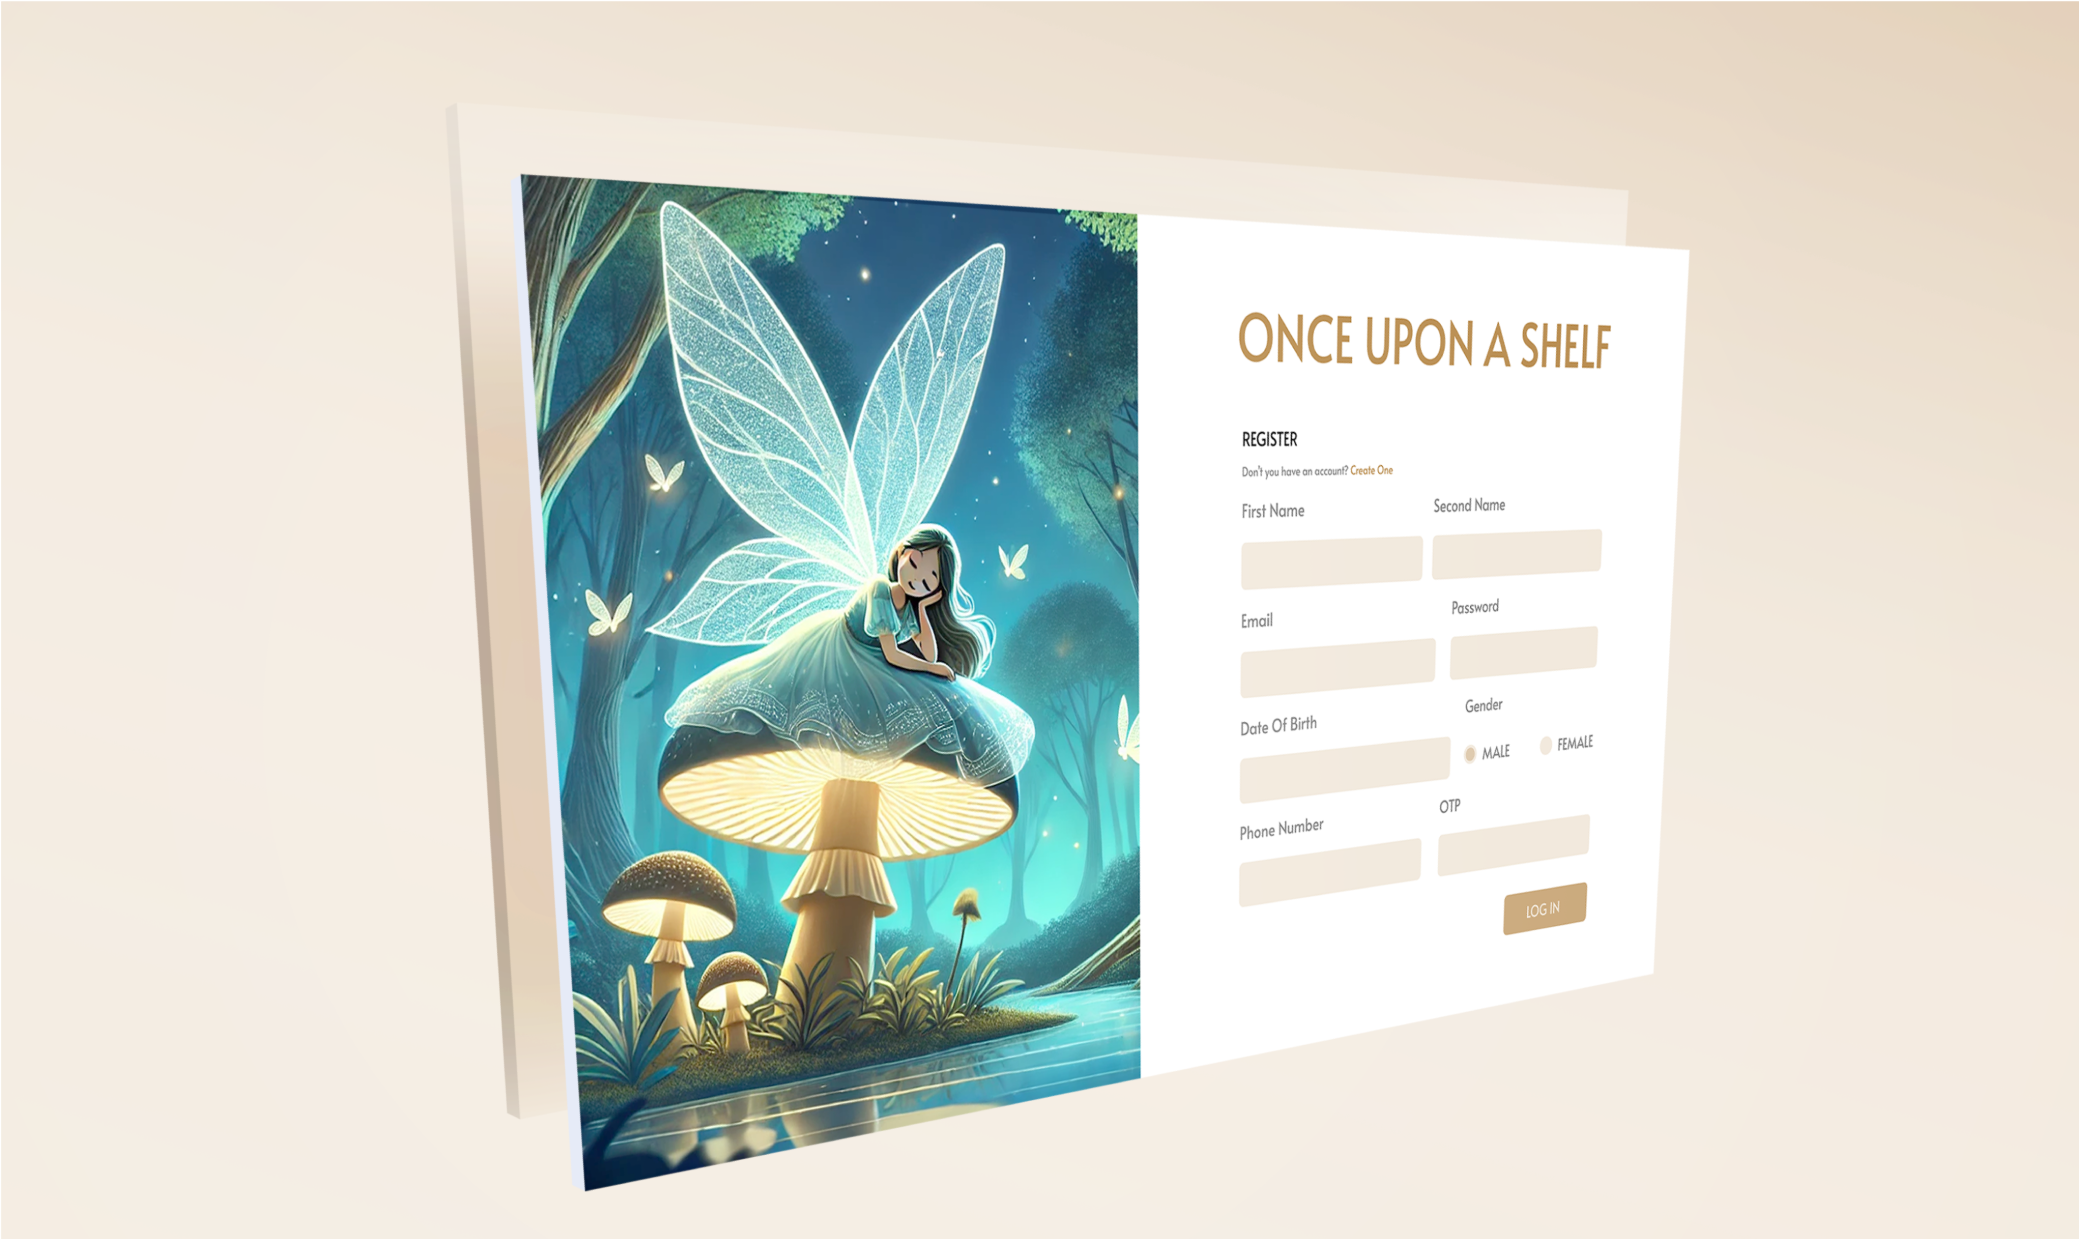 ONCE UPON A SHELF
REGISTER
Don't you have an account? Create One
First Name
Second Name
Email
Password
Date Of Birth
Gender
MALE
FEMALE
Phone Number
OTP
LOG IN